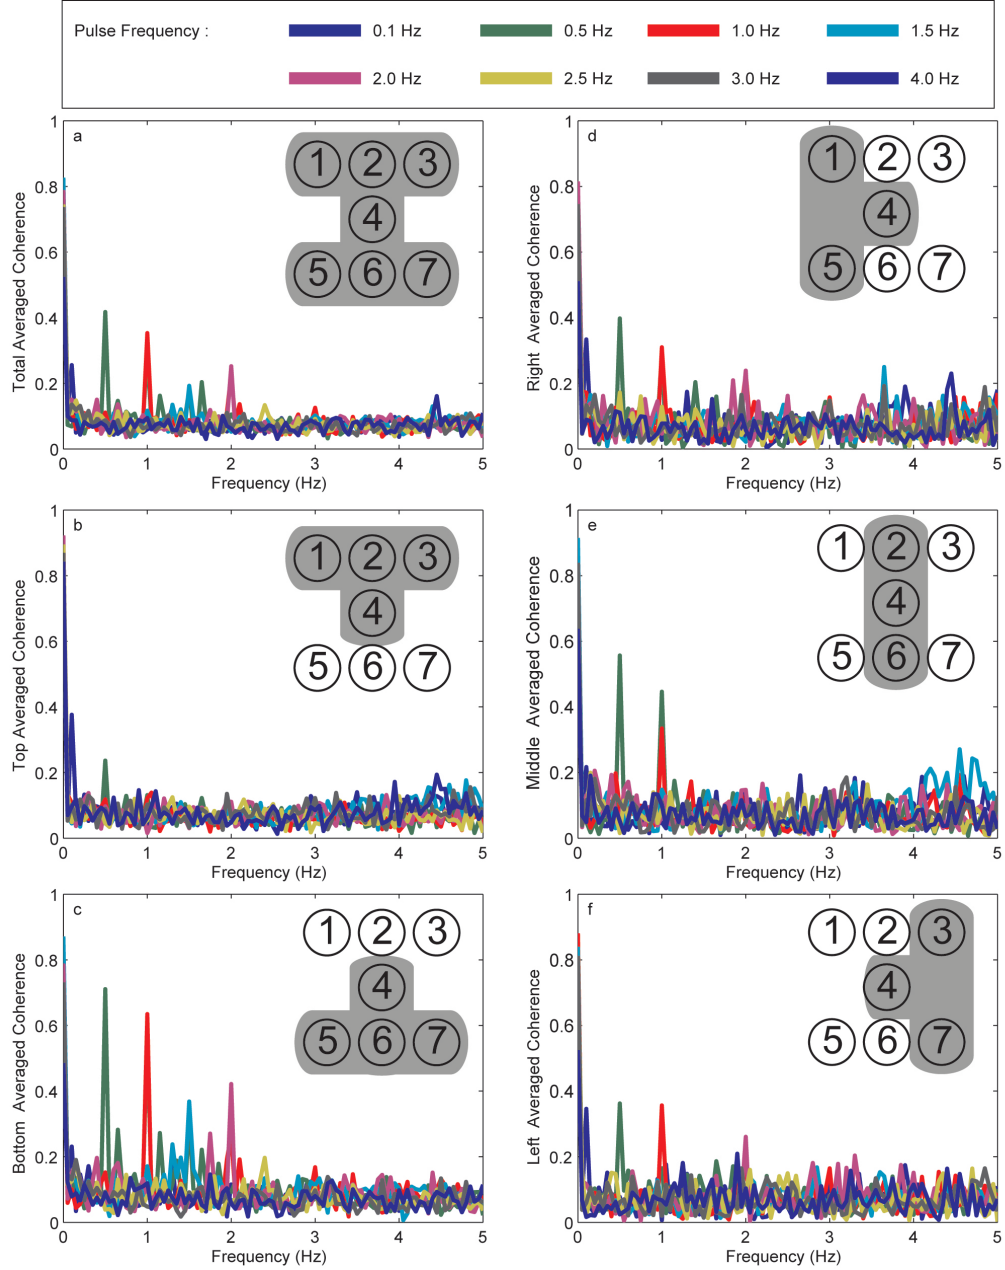 Pulse Frequency : 0.1 Hz 0.5 Hz 1.0 Hz 1.5 Hz
2.0 Hz 2.5 Hz 3.0 Hz 4.0 Hz
a
1 2 3
4
5 6 7
Total Averaged Coherence
1
0.8
0.6
0.4
0.2
0
0 1 2 3 4 5
Frequency (Hz)
d
1 2 3
4
5 6 7
Right Averaged Coherence
1
0.8
0.6
0.4
0.2
0
0 1 2 3 4 5
Frequency (Hz)
b
1 2 3
4
5 6 7
Top Averaged Coherence
1
0.8
0.6
0.4
0.2
0
0 1 2 3 4 5
Frequency (Hz)
e
1 2 3
4
5 6 7
Middle Averaged Coherence
1
0.8
0.6
0.4
0.2
0
0 1 2 3 4 5
Frequency (Hz)
c
1 2 3
4
5 6 7
Bottom Averaged Coherence
1
0.8
0.6
0.4
0.2
0
0 1 2 3 4 5
Frequency (Hz)
f
1 2 3
4
5 6 7
Left Averaged Coherence
1
0.8
0.6
0.4
0.2
0
0 1 2 3 4 5
Frequency (Hz)